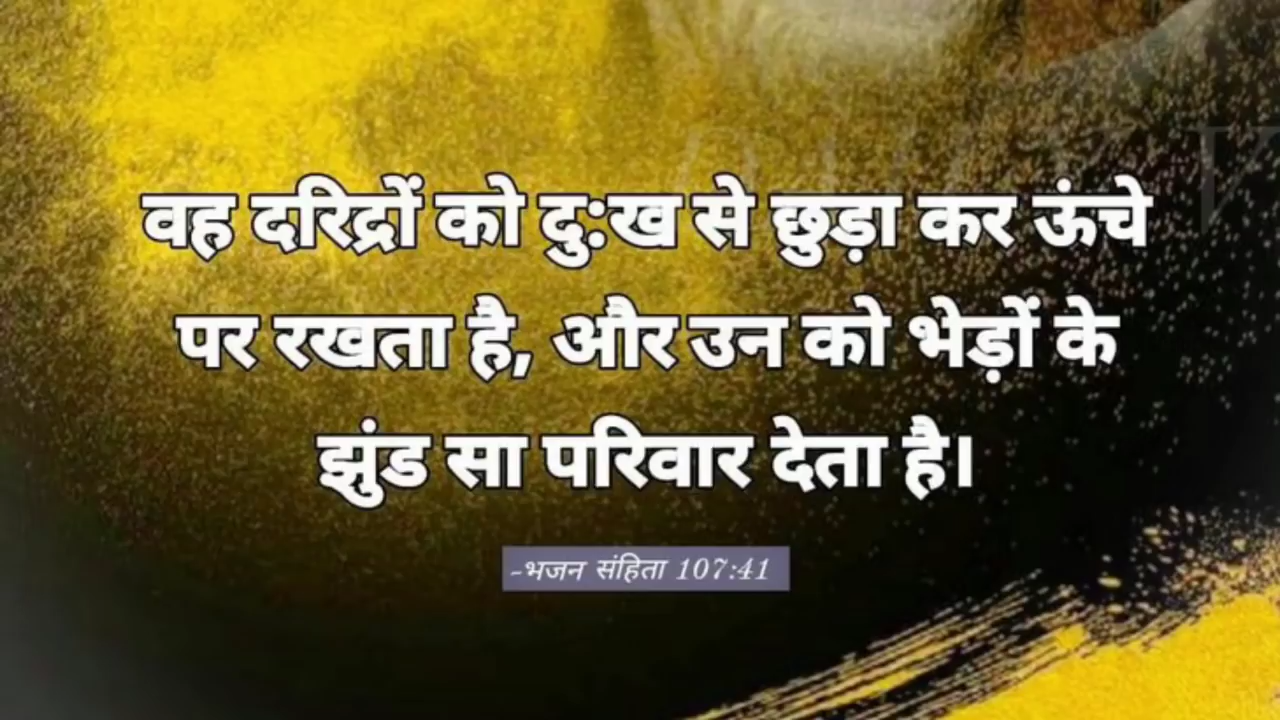 वह दरिद्रों को दु:ख से छुड़ा कर ऊंचे
पर रखता है, और उन को भेड़ों के
झुंड सा परिवार देता है।
-भजन संहिता 107:41